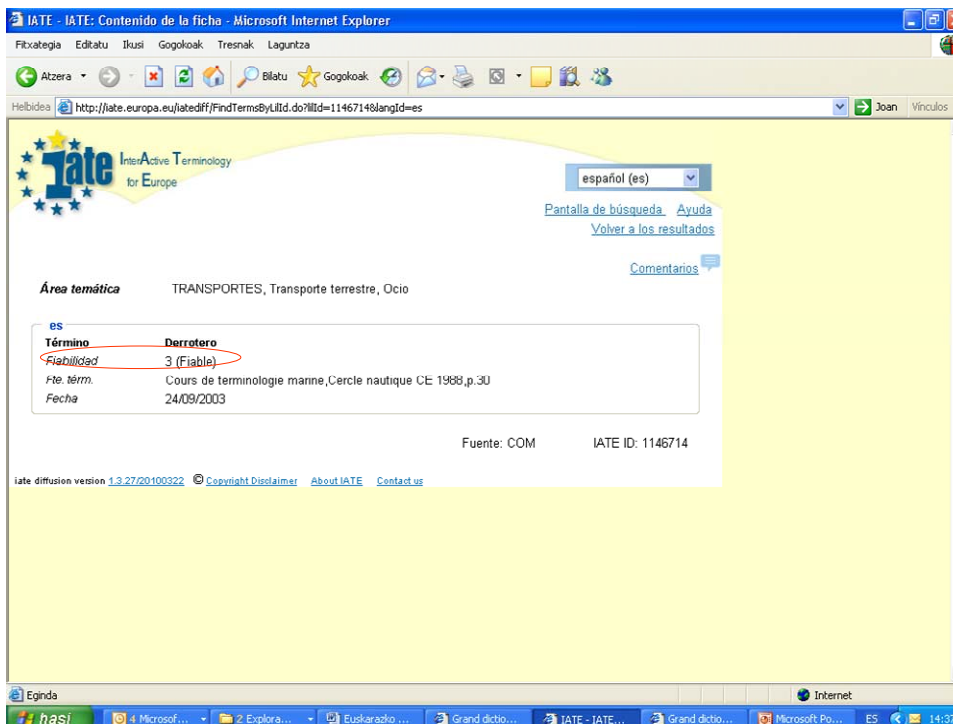 IATE - IATE: Contenido de la ficha - Microsoft Internet Explorer
Fitxategia Editatu Ikusi Gogokoak Tresnak Laguntza
Atzera Bilatu Gogokoak
Helbidea http://iate.europa.eu/iatediff/FindTermsByLilId.do?lilId=1146714&langId=es Joan Vínculos
iate InterActive Terminology
for Europe
español (es)
Pantalla de búsqueda Ayuda
Volver a los resultados
Comentarios
Área temática TRANSPORTES, Transporte terrestre, Ocio
es
Término Derrotero
Fiabilidad 3 (Fiable)
Fte. térm. Cours de terminologie marine,Cercle nautique CE 1988,p.30
Fecha 24/09/2003
Fuente: COM IATE ID: 1146714
iate diffusion version 1.3.27/20100322 © Copyright Disclaimer About IATE Contact us
Eginda Internet
hasi 4 Microsof... 2 Explora... Euskarazko ... Grand dictio... IATE - IATE... Grand dictio... Microsoft Po... ES 14:37